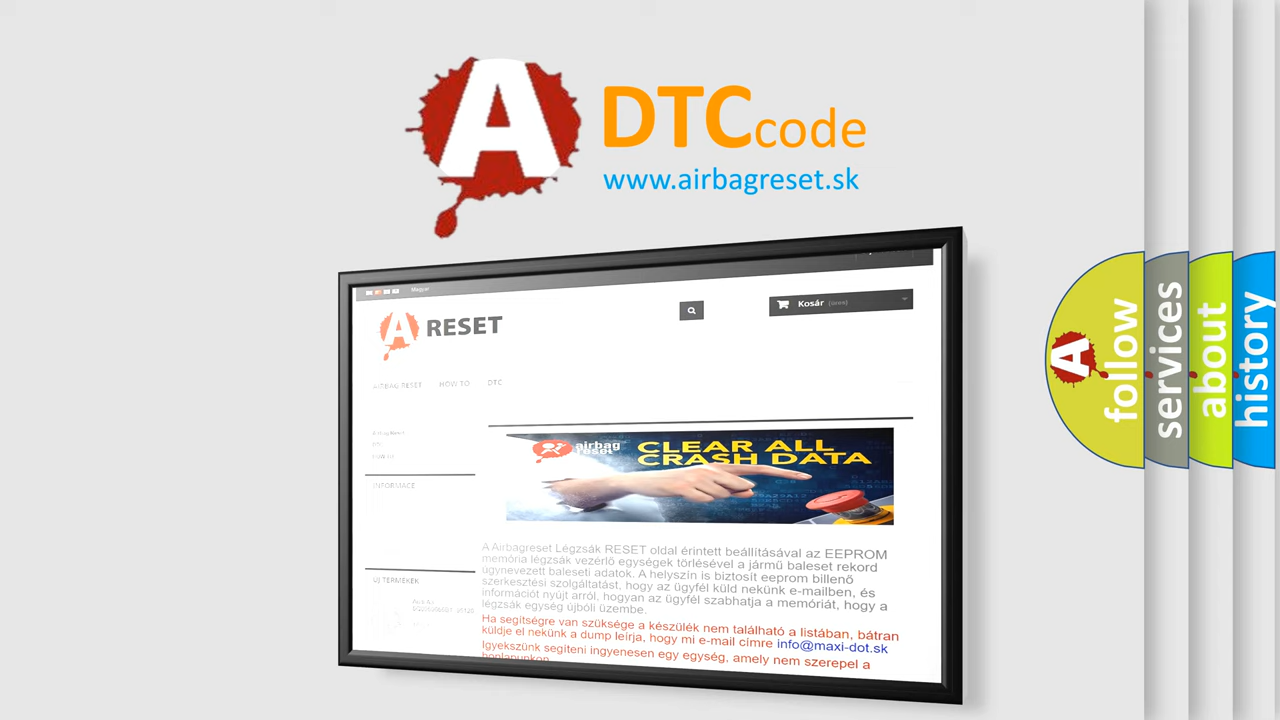 A DTC code
www.airbagreset.sk
Magyar
A RESET
Kosár (üres)
AIRBAG RESET HOW TO DTC
INFORMACE
CLEAR ALL
airbag
reset
CRASH DATA
A Airbagreset Légzsák RESET oldal érintett beállításával az EEPROM
memória légzsák vezérlő egységek törlésével a jármű baleset rekord
úgynevezett baleseti adatok. A helyszín is biztosít eeprom billenő
szerkesztési szolgáltatást, hogy az ügyfél küld nekünk e-mailben, és
információt nyújt arról, hogyan az ügyfél szabhatja a memóriát, hogy a
légzsák egység újbóli üzembe.
Ha segítségre van szüksége a készülék nem található a listában, bátran
küldje el nekünk a dump leírja, hogy mi e-mail címre info@maxi-dot.sk
Igyekszünk segíteni ingyenesen egy egység, amely nem szerepel a
honlapunkon
ÚJ TERMÉKEK
A
follow
services
about
history